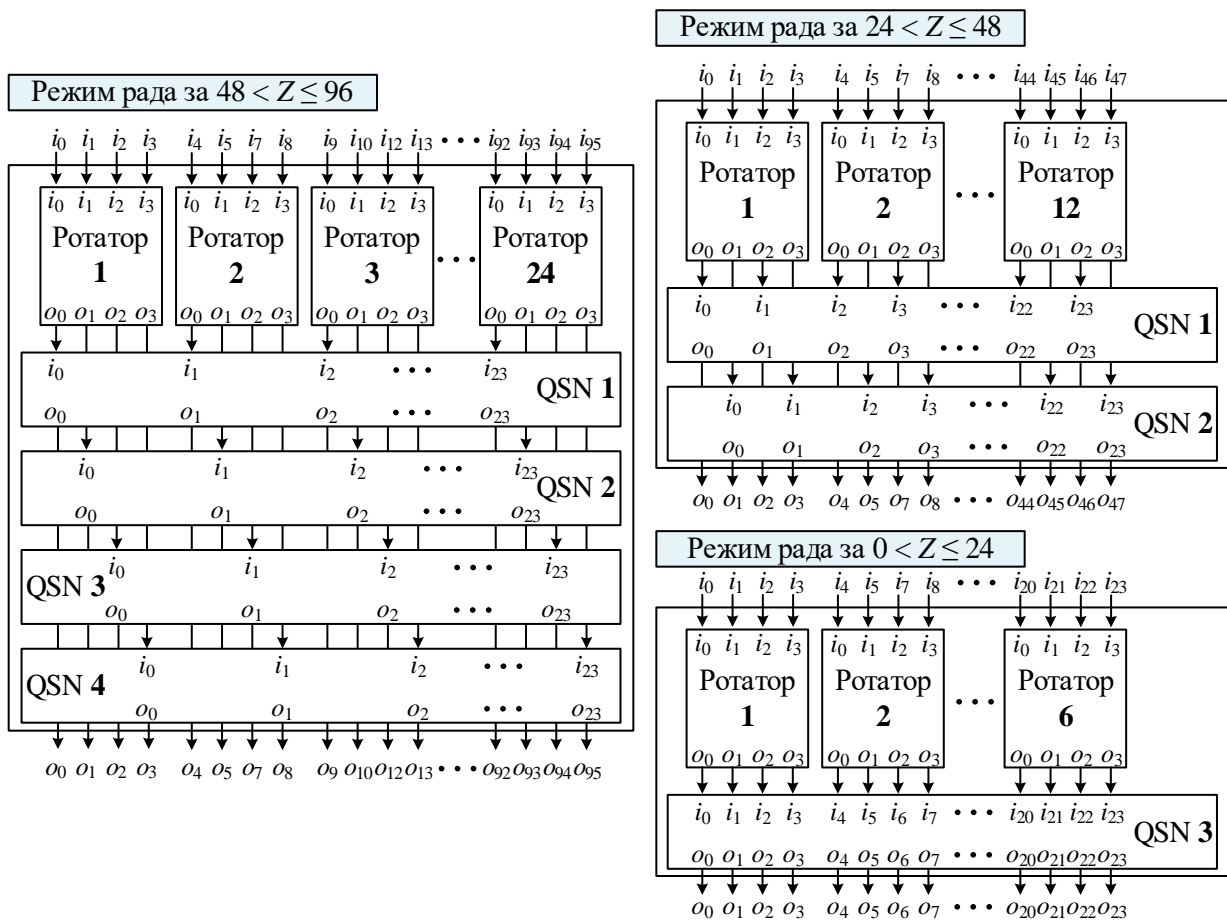 Режим рада за 48 < Z ≤ 96
i0 i1 i2 i3 i4 i5 i7 i8 i9 i10 i12 i13 ••• i92 i93 i94 i95
i0 i1 i2 i3 i0 i1 i2 i3 i0 i1 i2 i3 i0 i1 i2 i3
Ротатор Ротатор Ротатор Ротатор
1 2 3 ••• 24
o0 o1 o2 o3 o0 o1 o2 o3 o0 o1 o2 o3 o0 o1 o2 o3
i0 i1 i2 ••• i23
QSN 1
o0 o1 o2 ••• o23
i0 i1 i2 ••• i23
QSN 2
o0 o1 o2 ••• o23
i0 i1 i2 ••• i23
QSN 3
o0 o1 o2 ••• o23
i0 i1 i2 ••• i23
QSN 4
o0 o1 o2 ••• o23
o0 o1 o2 o3 o4 o5 o7 o8 o9 o10 o12 o13 ••• o92 o93 o94 o95
Режим рада за 24 < Z ≤ 48
i0 i1 i2 i3 i4 i5 i7 i8 ••• i44 i45 i46 i47
i0 i1 i2 i3 i0 i1 i2 i3 i0 i1 i2 i3
Ротатор Ротатор Ротатор
1 2 ••• 12
o0 o1 o2 o3 o0 o1 o2 o3 o0 o1 o2 o3
i0 i1 i2 i3 ••• i22 i23
QSN 1
o0 o1 o2 o3 ••• o22 o23
i0 i1 i2 i3 ••• i22 i23
QSN 2
o0 o1 o2 o3 ••• o22 o23
o0 o1 o2 o3 o4 o5 o7 o8 ••• o44 o45 o46 o47
Режим рада за 0 < Z ≤ 24
i0 i1 i2 i3 i4 i5 i7 i8 ••• i20 i21 i22 i23
i0 i1 i2 i3 i0 i1 i2 i3 i0 i1 i2 i3
Ротатор Ротатор Ротатор
1 2 ••• 6
o0 o1 o2 o3 o0 o1 o2 o3 o0 o1 o2 o3
i0 i1 i2 i3 i4 i5 i6 i7 ••• i20 i21 i22 i23
QSN 3
o0 o1 o2 o3 o4 o5 o6 o7 ••• o20 o21 o22 o23
o0 o1 o2 o3 o4 o5 o7 o8 ••• o20 o21 o22 o23